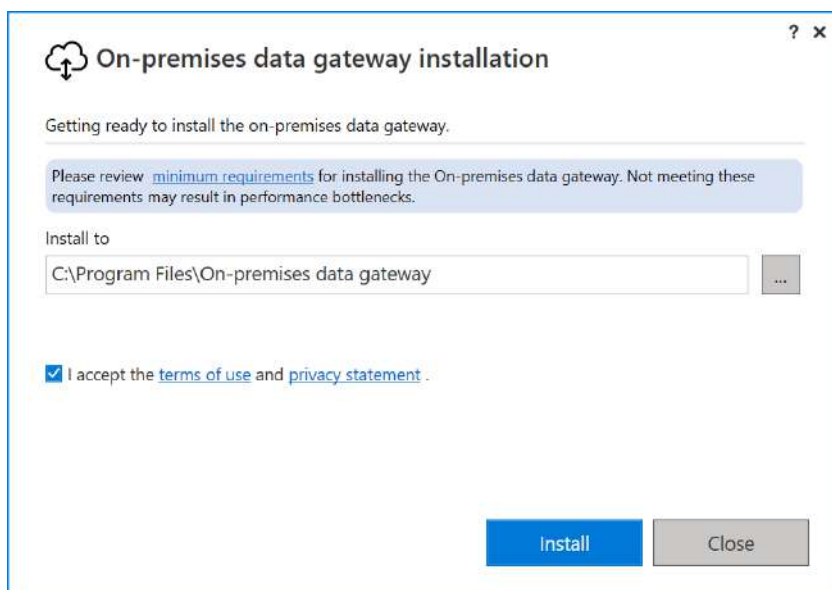 ? ×
On-premises data gateway installation
Getting ready to install the on-premises data gateway.
Please review minimum requirements for installing the On-premises data gateway. Not meeting these
requirements may result in performance bottlenecks.
Install to
C:\Program Files\On-premises data gateway
...
I accept the terms of use and privacy statement .
Install
Close